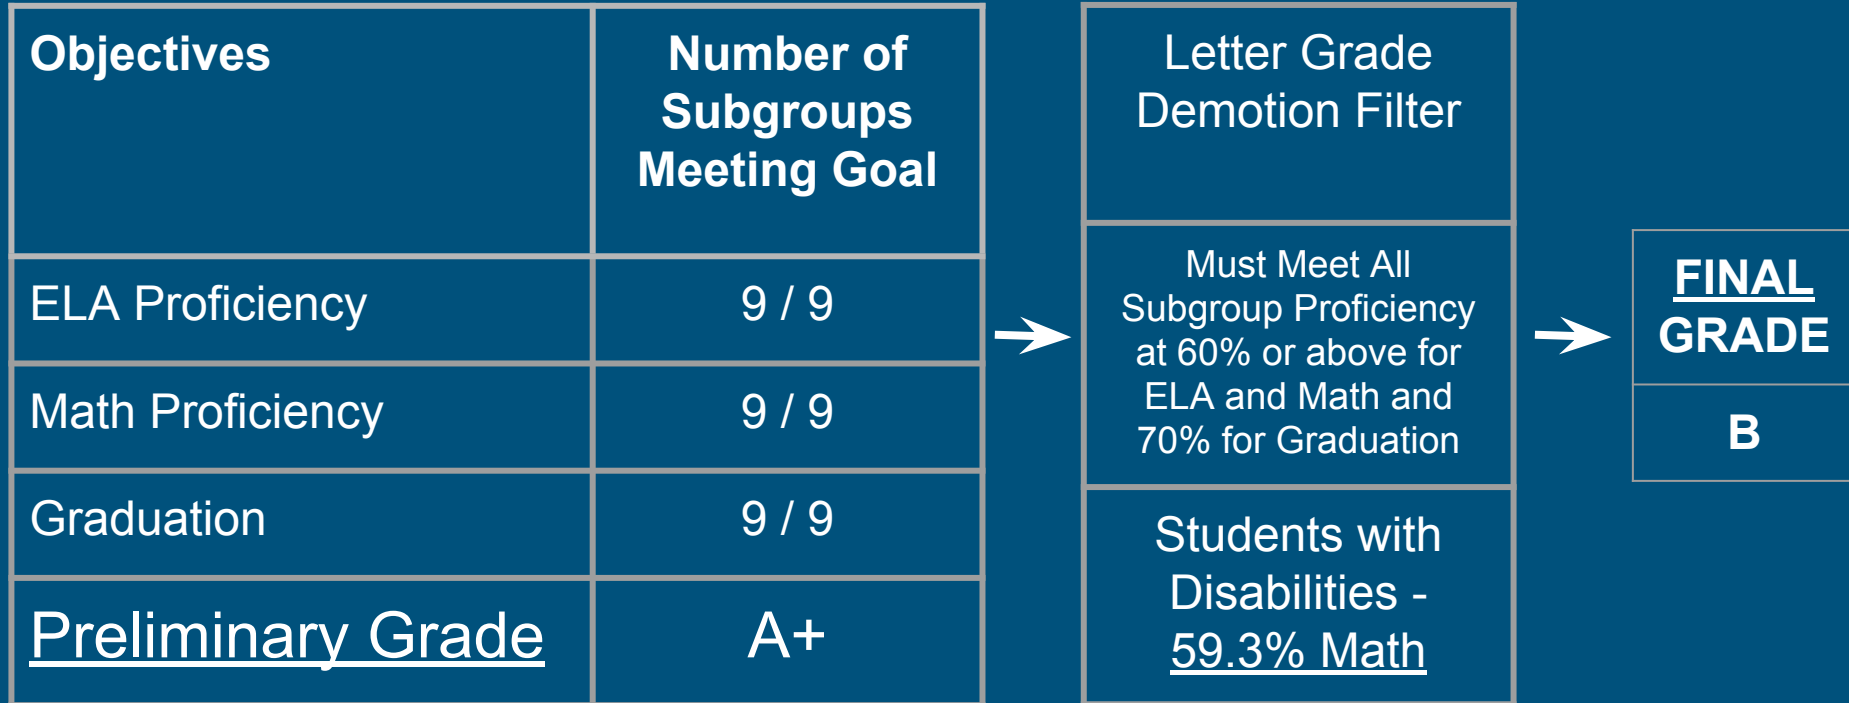 Objectives
Number of
Subgroups
Meeting Goal
ELA Proficiency
9 / 9
Math Proficiency
9 / 9
Graduation
9 / 9
Preliminary Grade
A+
Letter Grade
Demotion Filter
Must Meet All
Subgroup Proficiency
at 60% or above for
ELA and Math and
70% for Graduation
Students with
Disabilities -
59.3% Math
FINAL
GRADE
B